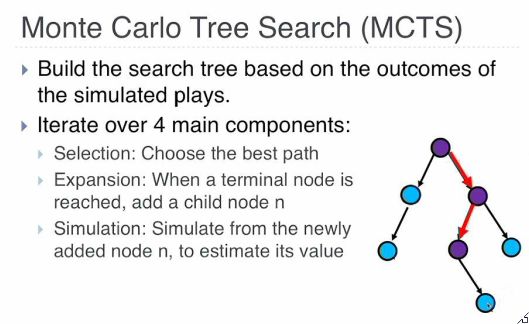 Monte Carlo Tree Search (MCTS)
Build the search tree based on the outcomes of
the simulated plays.
Iterate over 4 main components:
Selection: Choose the best path
Expansion: When a terminal node is
reached, add a child node n
Simulation: Simulate from the newly
added node n, to estimate its value